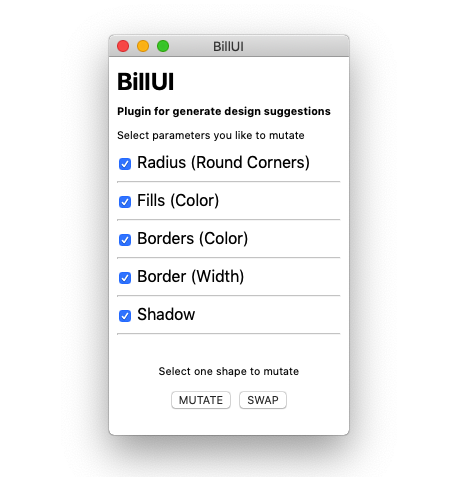 BillUI
BillUI
Plugin for generate design suggestions
Select parameters you like to mutate
Radius (Round Corners)
Fills (Color)
Borders (Color)
Border (Width)
Shadow
Select one shape to mutate
MUTATE SWAP